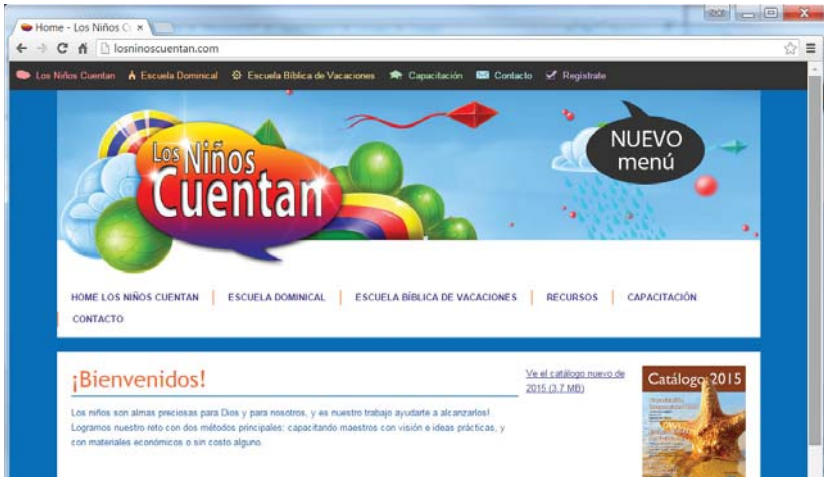 Home - Los Niños C
losninoscuentan.com
Los Niños Cuentan Escuela Dominical Escuela Bíblica de Vacaciones Capacitación Contacto Registrate
Los Niños
Cuentan
NUEVO
menú
HOME LOS NIÑOS CUENTAN ESCUELA DOMINICAL ESCUELA BÍBLICA DE VACACIONES RECURSOS CAPACITACIÓN
CONTACTO
¡Bienvenidos!
Los niños son almas preciosas para Dios y para nosotros, y es nuestro trabajo ayudarte a alcanzarlos!
Logramos nuestro reto con dos métodos principales: capacitando maestros con visión e ideas prácticas, y
con materiales económicos o sin costo alguno.
Ve el catálogo nuevo de
2015 (3.7 MB)
Catálogo 2015